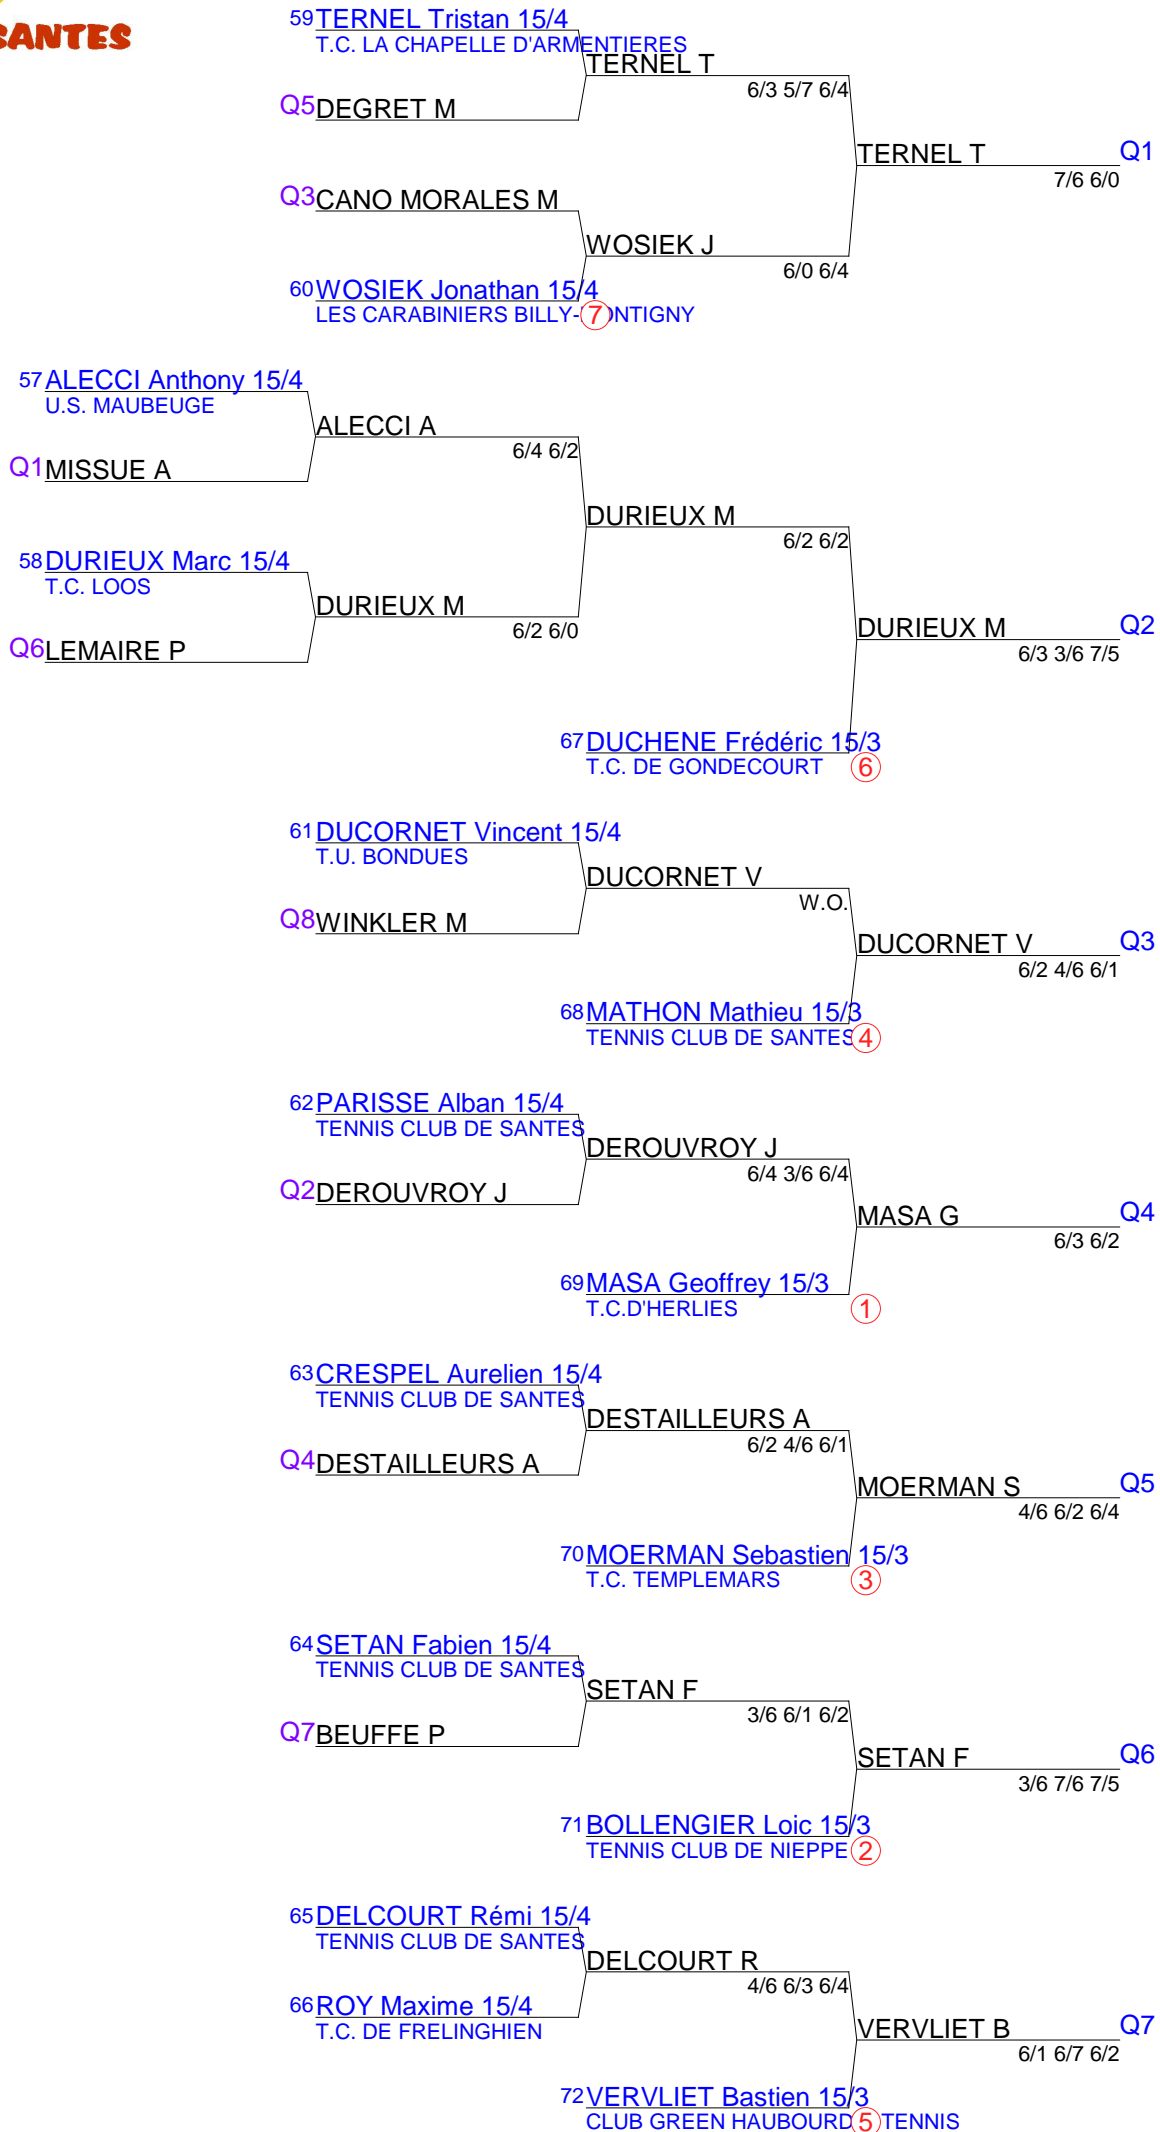 SANTES
59 TERNEL Tristan 15/4
T.C. LA CHAPELLE D'ARMENTIERES
TERNEL T
6/3 5/7 6/4
Q5 DEGRET M
TERNEL T Q1
7/6 6/0
Q3 CANO MORALES M
WOSIEK J
6/0 6/4
60 WOSIEK Jonathan 15/4
LES CARABINIERS 7
57 ALECCI Anthony 15/4
U.S. MAUBEUGE
ALECCI A
6/4 6/2
Q1 MISSUE A
DURIEUX M
6/2 6/2
58 DURIEUX Marc 15/4
T.C. LOOS
DURIEUX M
6/2 6/0
Q6 LEMAIRE P
DURIEUX M Q2
6/3 3/6 7/5
67 DUCHENE Frédéric 15/3
T.C. DE GONDECOURT 6
61 DUCORNET Vincent 15/4
T.U. BONDUES
DUCORNET V
W.O.
Q8 WINKLER M
DUCORNET V Q3
6/2 4/6 6/1
68 MATHON Mathieu 15/3
TENNIS CLUB DE SANTES 4
62 PARISSE Alban 15/4
TENNIS CLUB DE SANTES
DEROUVROY J
6/4 3/6 6/4
Q2 DEROUVROY J
MASA G Q4
6/3 6/2
69 MASA Geoffrey 15/3
T.C.D'HERLIES 1
63 CRESPEL Aurelien 15/4
TENNIS CLUB DE SANTES
DESTAILLEURS A
6/2 4/6 6/1
Q4 DESTAILLEURS A
MOERMAN S Q5
4/6 6/2 6/4
70 MOERMAN Sebastien 15/3
T.C. TEMPLEMARS 3
64 SETAN Fabien 15/4
TENNIS CLUB DE SANTES
SETAN F
3/6 6/1 6/2
Q7 BEUFFE P
SETAN F Q6
3/6 7/6 7/5
71 BOLLENGIER Loic 15/3
TENNIS CLUB DE NIEPPE 2
65 DELCOURT Rémi 15/4
TENNIS CLUB DE SANTES
DELCOURT R
4/6 6/3 6/4
66 ROY Maxime 15/4
T.C. DE FRELINGHIEN
VERVLIET B Q7
6/1 6/7 6/2
72 VERVLIET Bastien 15/3
CLUB GREEN 5 TENNIS